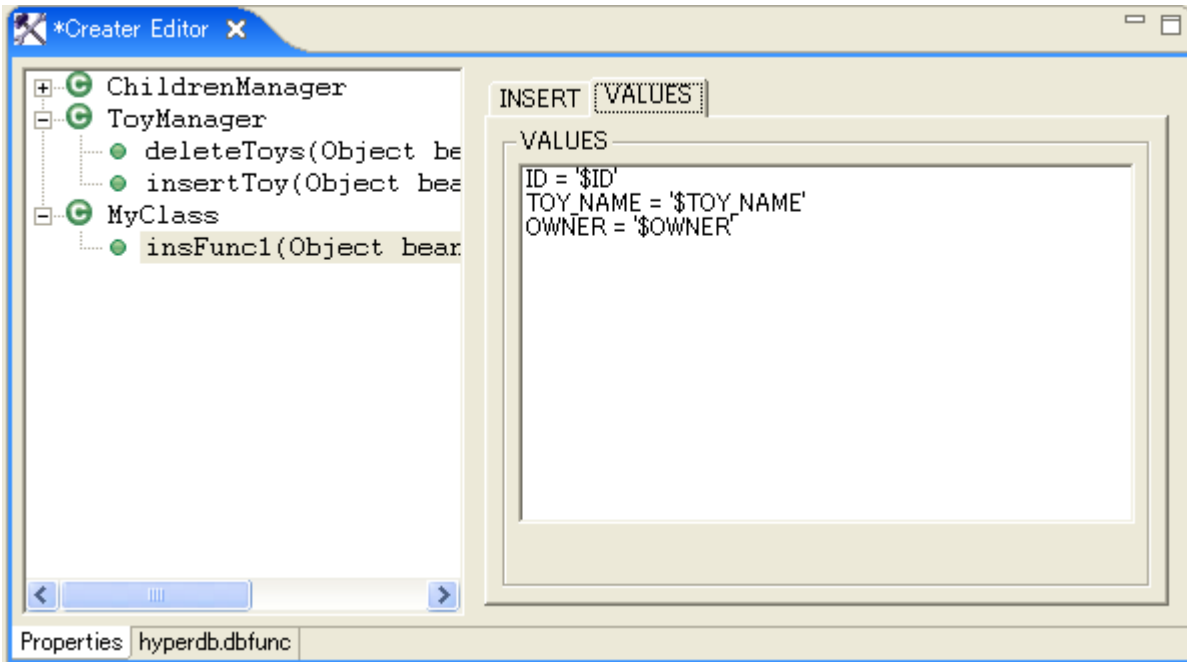 *Creater Editor
ChildrenManager
ToyManager
deleteToys(Object be
insertToy(Object bea
MyClass
insFunc1(Object bean
INSERT VALUES
VALUES
ID = '$ID'
TOY_NAME = '$TOY_NAME'
OWNER = '$OWNER'
Properties hyperdb.dbfunc